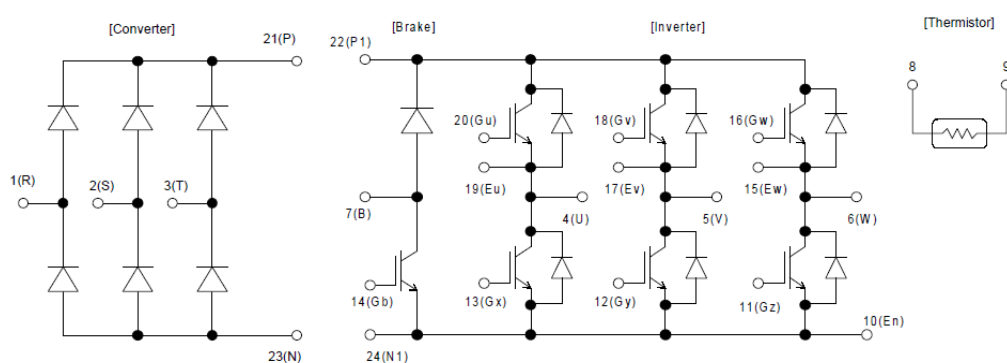 [Converter]
[Brake]
[Inverter]
[Thermistor]
21(P)
22(P1)
8
9
20(Gu)
18(Gv)
16(Gw)
1(R)
2(S)
3(T)
19(Eu)
17(Ev)
15(Ew)
7(B)
4(U)
5(V)
6(W)
14(Gb)
13(Gx)
12(Gy)
11(Gz)
10(En)
23(N)
24(N1)